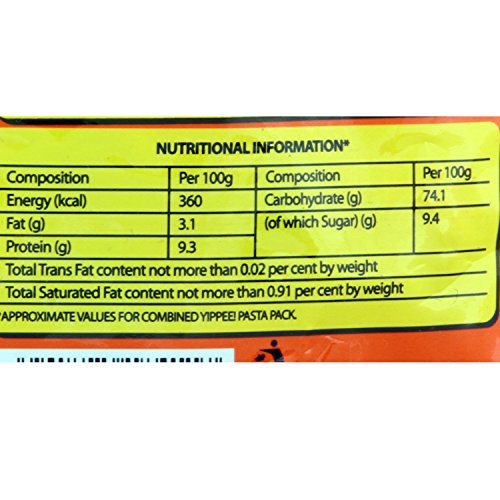 NUTRITIONAL INFORMATION*
Composition Per 100g Composition Per 100g
Energy (kcal) 360 Carbohydrate (g) 74.1
Fat (g) 3.1 (of which Sugar) (g) 9.4
Protein (g) 9.3
Total Trans Fat content not more than 0.02 per cent by weight
Total Saturated Fat content not more than 0.91 per cent by weight
*APPROXIMATE VALUES FOR COMBINED YIPPEE! PASTA PACK.